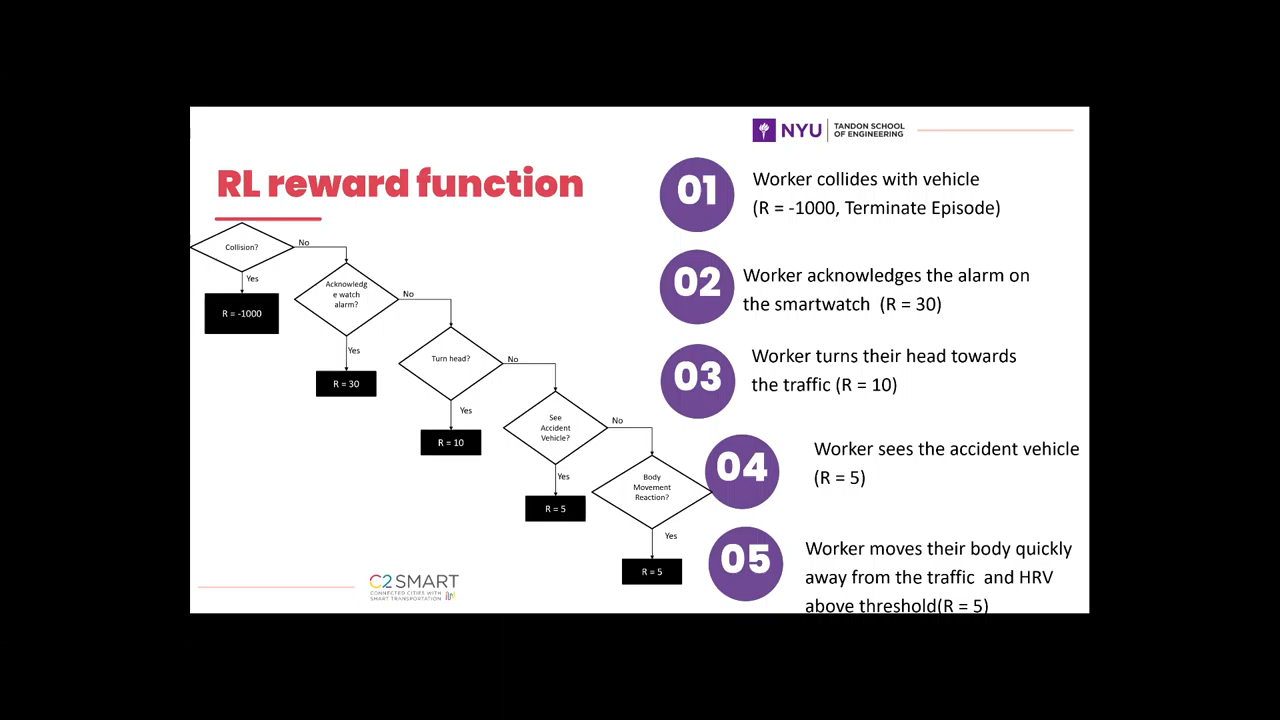 NYU
TANDON SCHOOL
OF ENGINEERING
RL reward function
Collision?
No
Yes
R = -1000
Acknowledg
e watch
alarm?
No
Yes
R = 30
Turn head?
No
Yes
R = 10
See
Accident
Vehicle?
No
Yes
R = 5
Body
Movement
Reaction?
Yes
R = 5
01
Worker collides with vehicle
(R = -1000, Terminate Episode)
02
Worker acknowledges the alarm on
the smartwatch (R = 30)
03
Worker turns their head towards
the traffic (R = 10)
04
Worker sees the accident vehicle
(R = 5)
05
Worker moves their body quickly
away from the traffic and HRV
above threshold(R = 5)
C2SMART
CONNECTED CITIES WITH
SMART TRANSPORTATION